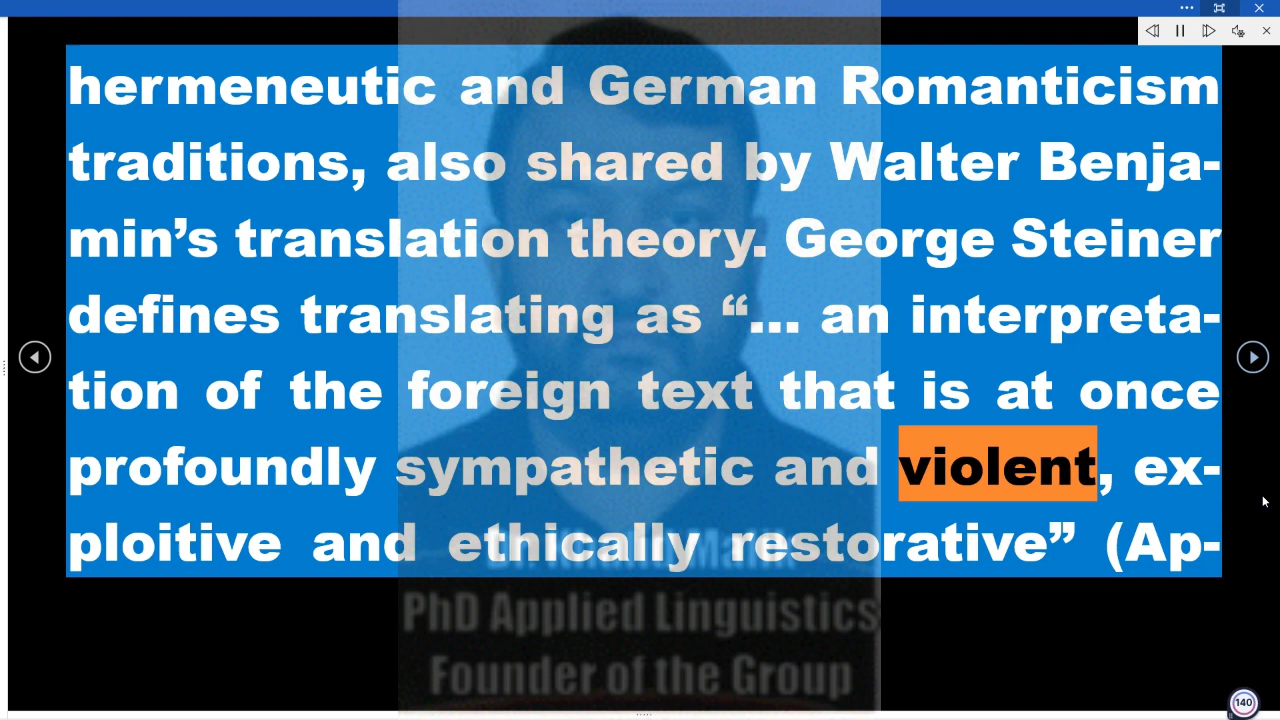 hermeneutic and German Romanticism
traditions, also shared by Walter Benja-
min’s translation theory. George Steiner
defines translating as “... an interpreta-
tion of the foreign text that is at once
profoundly sympathetic and violent, ex-
ploitive and ethically restorative” (Ap-
PhD Applied Linguistics
Founder of the Group
140